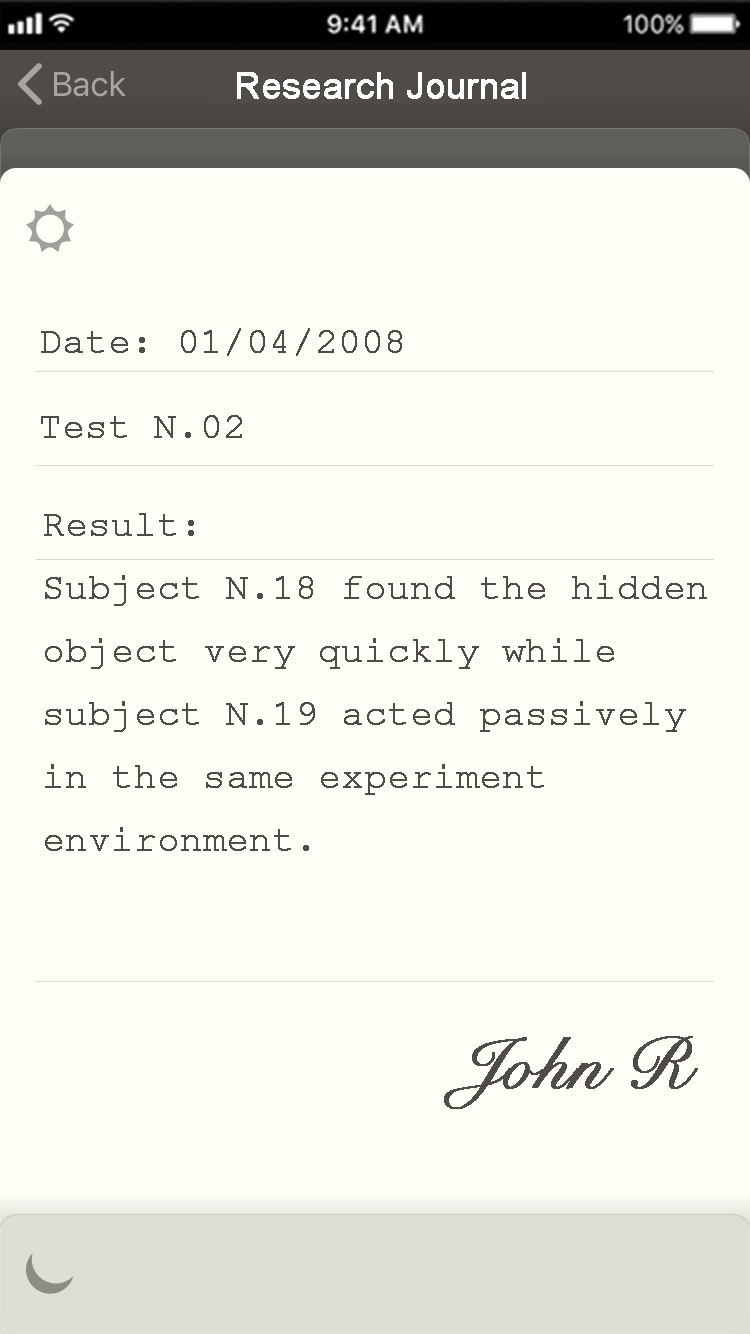 9:41 AM 100%
Back Research Journal
Date: 01/04/2008
Test N.02
Result:
Subject N.18 found the hidden
object very quickly while
subject N.19 acted passively
in the same experiment
environment.
John R